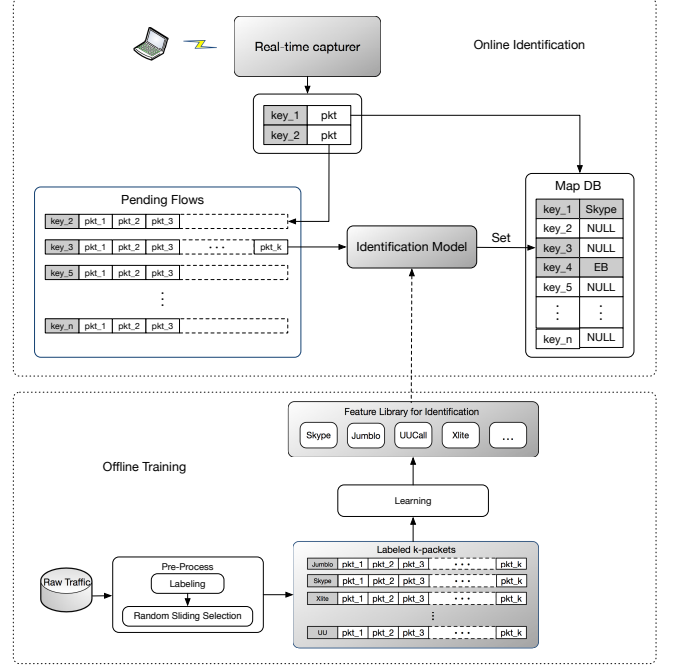 Real-time capturer
Online Identification
key_1 pkt
key_2 pkt
Pending Flows
key_2 pkt_1 pkt_2 pkt_3
key_3 pkt_1 pkt_2 pkt_3 ... pkt_k
key_5 pkt_1 pkt_2 pkt_3
⋮
key_n pkt_1 pkt_2 pkt_3
Identification Model
Set
Map DB
key_1 Skype
key_2 NULL
key_3 NULL
key_4 EB
key_5 NULL
⋮ ⋮
key_n NULL
Feature Library for Identification
Skype Jumblo UUCall Xlite ...
Offline Training
Learning
Raw Traffic
Pre-Process
Labeling
Random Sliding Selection
Labeled k-packets
Jumblo pkt_1 pkt_2 pkt_3 ... pkt_k
Skype pkt_1 pkt_2 pkt_3 ... pkt_k
Xlite pkt_1 pkt_2 pkt_3 ... pkt_k
⋮
UU pkt_1 pkt_2 pkt_3 ... pkt_k